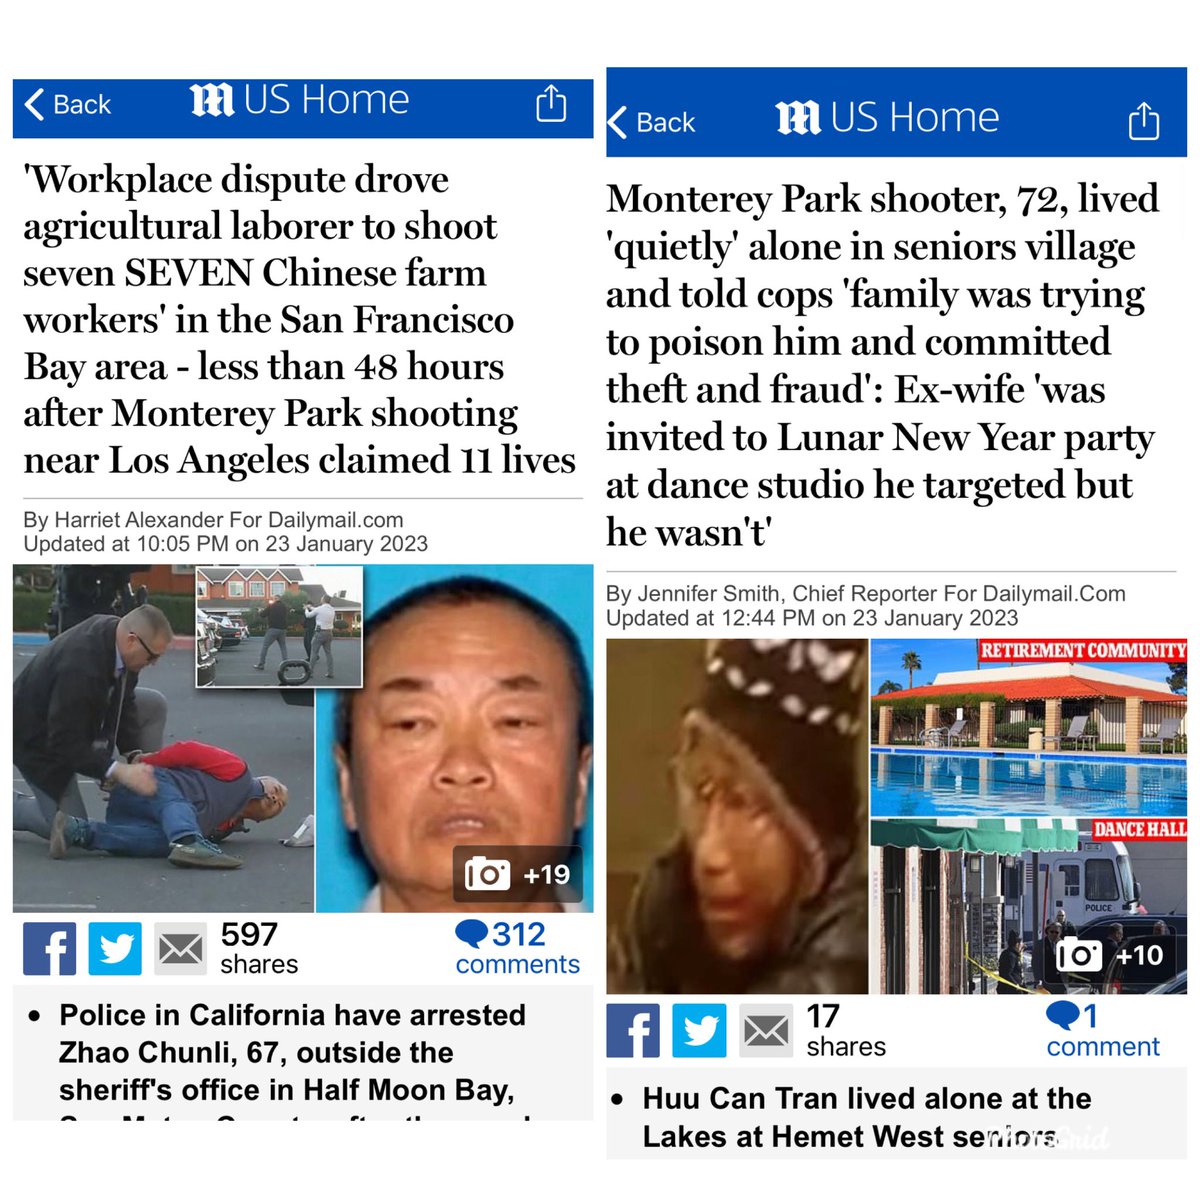 Back
US Home
'Workplace dispute drove
agricultural laborer to shoot
seven SEVEN Chinese farm
workers' in the San Francisco
Bay area - less than 48 hours
after Monterey Park shooting
near Los Angeles claimed 11 lives
By Harriet Alexander For Dailymail.com
Updated at 10:05 PM on 23 January 2023
+19
597
shares
312
comments
• Police in California have arrested
Zhao Chunli, 67, outside the
sheriff's office in Half Moon Bay,
Back
US Home
Monterey Park shooter, 72, lived
'quietly' alone in seniors village
and told cops 'family was trying
to poison him and committed
theft and fraud': Ex-wife 'was
invited to Lunar New Year party
at dance studio he targeted but
he wasn't'
By Jennifer Smith, Chief Reporter For Dailymail.Com
Updated at 12:44 PM on 23 January 2023
RETIREMENT COMMUNITY
DANCE HALL
POLICE
+10
17
shares
1
comment
• Huu Can Tran lived alone at the
Lakes at Hemet West seniors
PhotoGrid